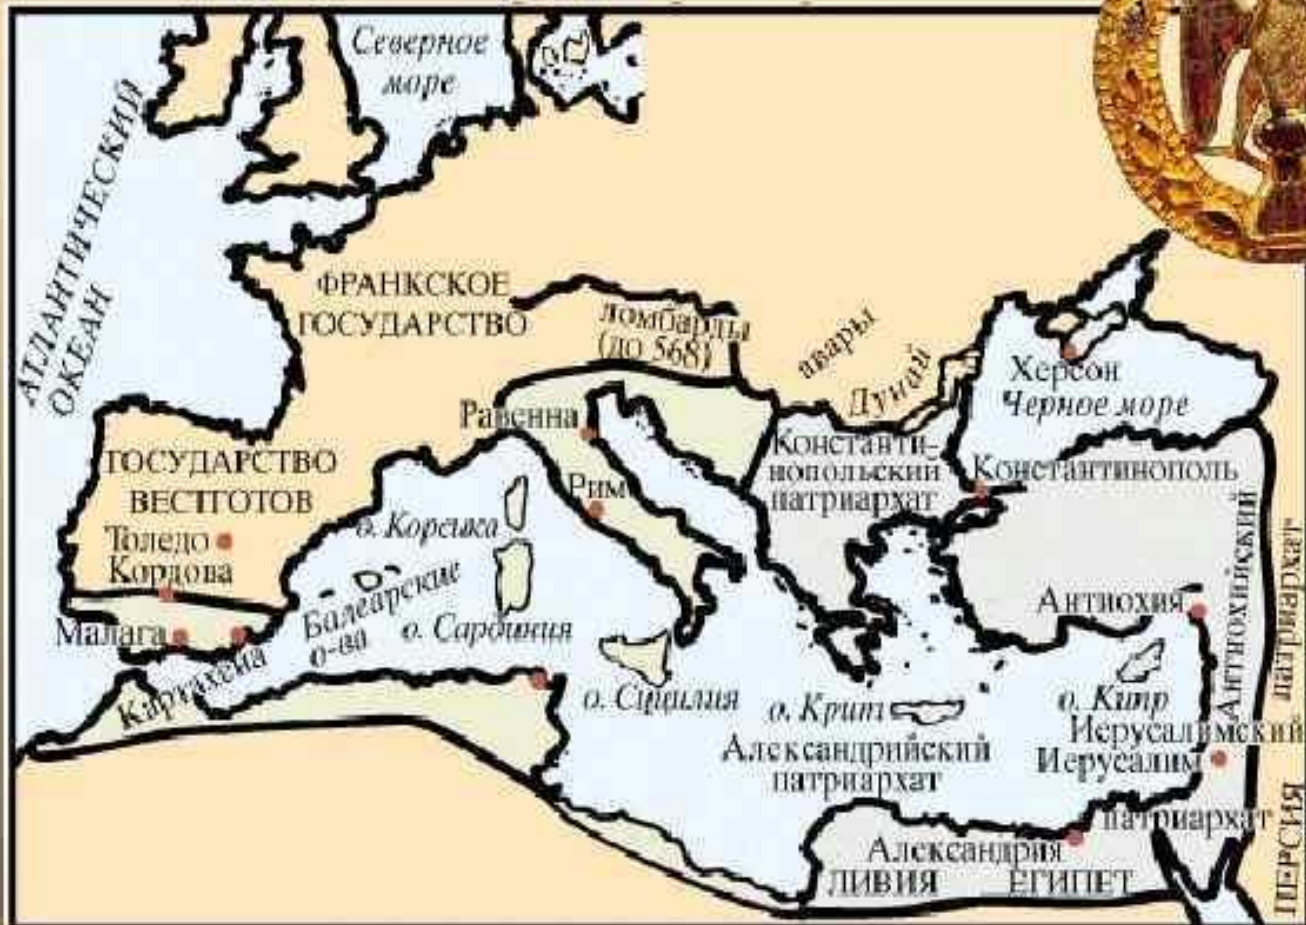 Северное
море
АТЛАНТИЧЕСКИЙ
ОКЕАН
ФРАНКСКОЕ
ГОСУДАРСТВО
ломбарды
(до 568)
авары
Дунай
Херсон
Черное море
Равенна
ГОСУДАРСТВО
ВЕСТГОТОВ
Константи-
нопольский
патриархат
Константинополь
Рим
о. Корсика
Толедо
Кордова
Балеарские
о-ва
о. Сардиния
Малага
Картахена
Антиохия
Антиохийский
патриархат
о. Сицилия
о. Крит
о. Кипр
Александрийский
патриархат
Иерусалимский
Иерусалим
патриархат
Александрия
ЛИВИЯ
ЕГИПЕТ
ПЕРСИЯ